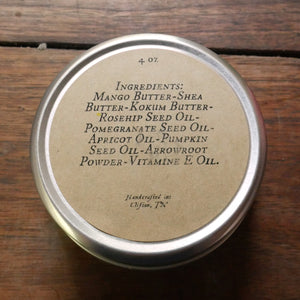 4 oz
Ingredients:
Mango Butter-Shea
Butter-Kokum Butter-
Rosehip Seed Oil-
Pomegranate Seed Oil-
Apricot Oil-Pumpkin
Seed Oil-Arrowroot
Powder-Vitamine E Oil.
Handcrafted in:
Clifton, TN